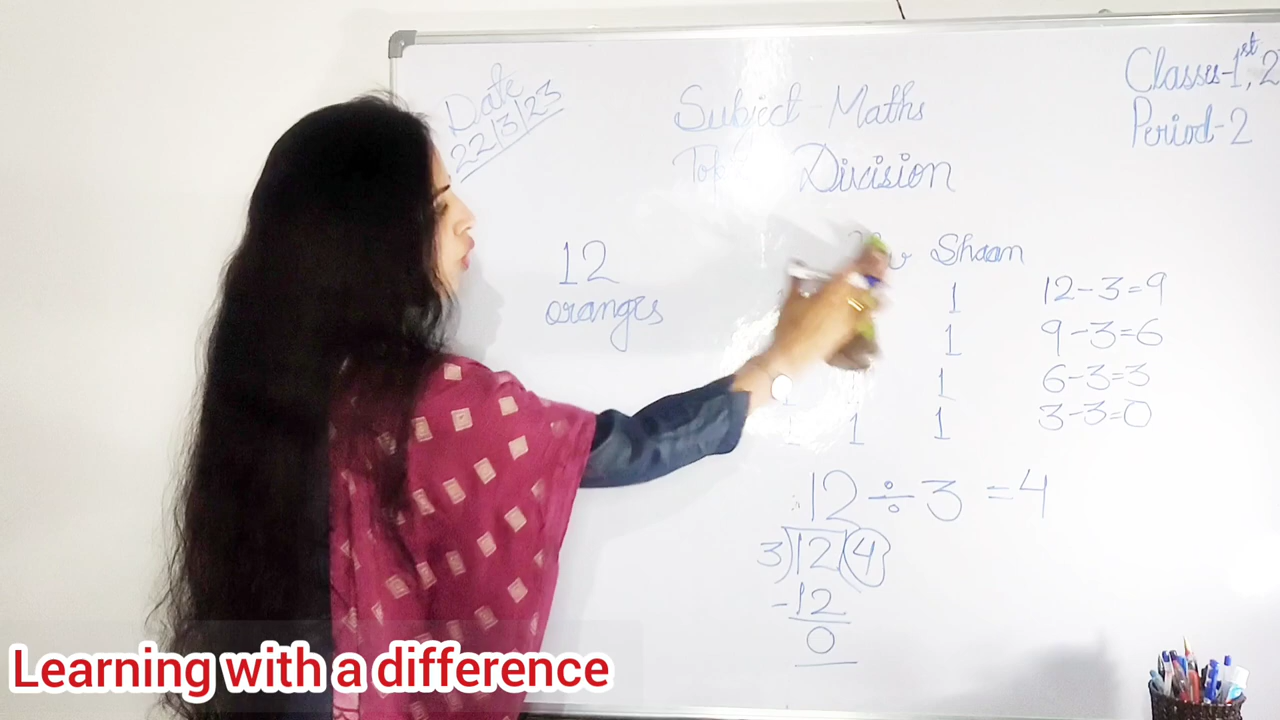 Date
22/3/23
Subject-Maths
Division
Classes-1st, 2
Period-2
12
oranges
Shaan
1
1
1
1 1 1
12-3=9
9-3=6
6-3=3
3-3=0
12÷3 =4
3)12(4
-12
0
Learning with a difference